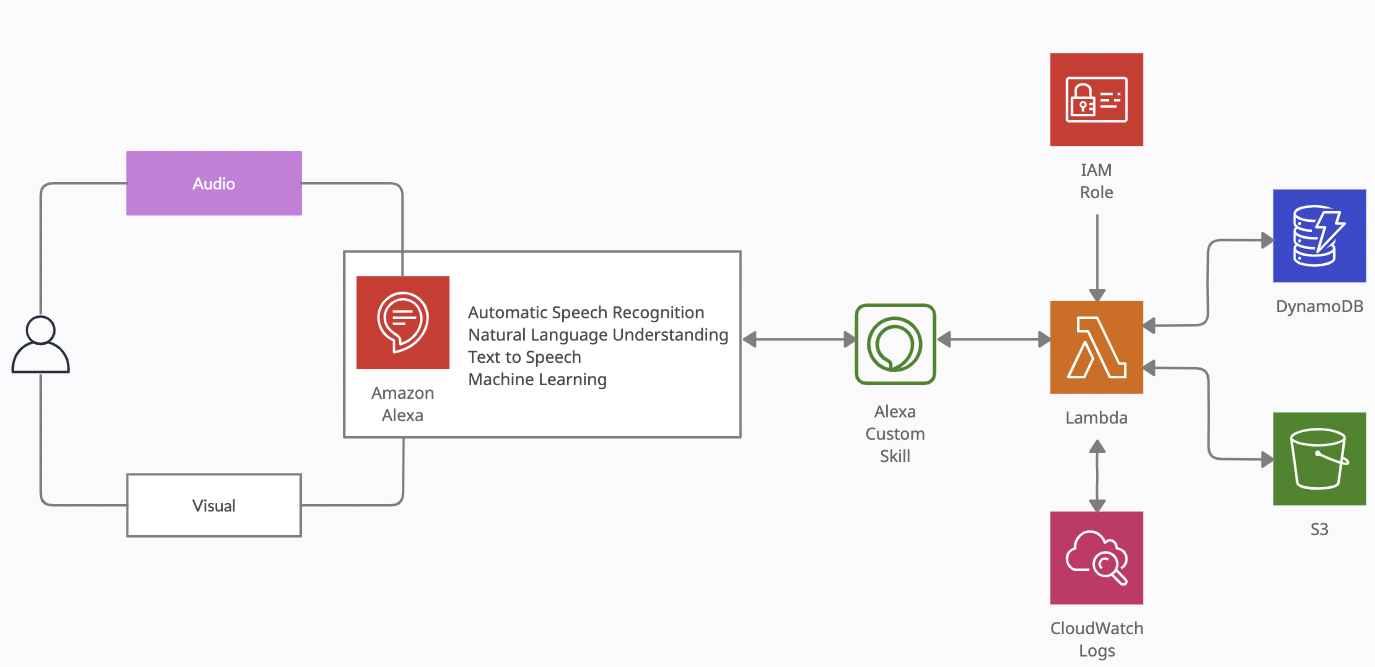 Audio
Visual
Amazon
Alexa
Automatic Speech Recognition
Natural Language Understanding
Text to Speech
Machine Learning
Alexa
Custom
Skill
IAM
Role
Lambda
CloudWatch
Logs
DynamoDB
S3